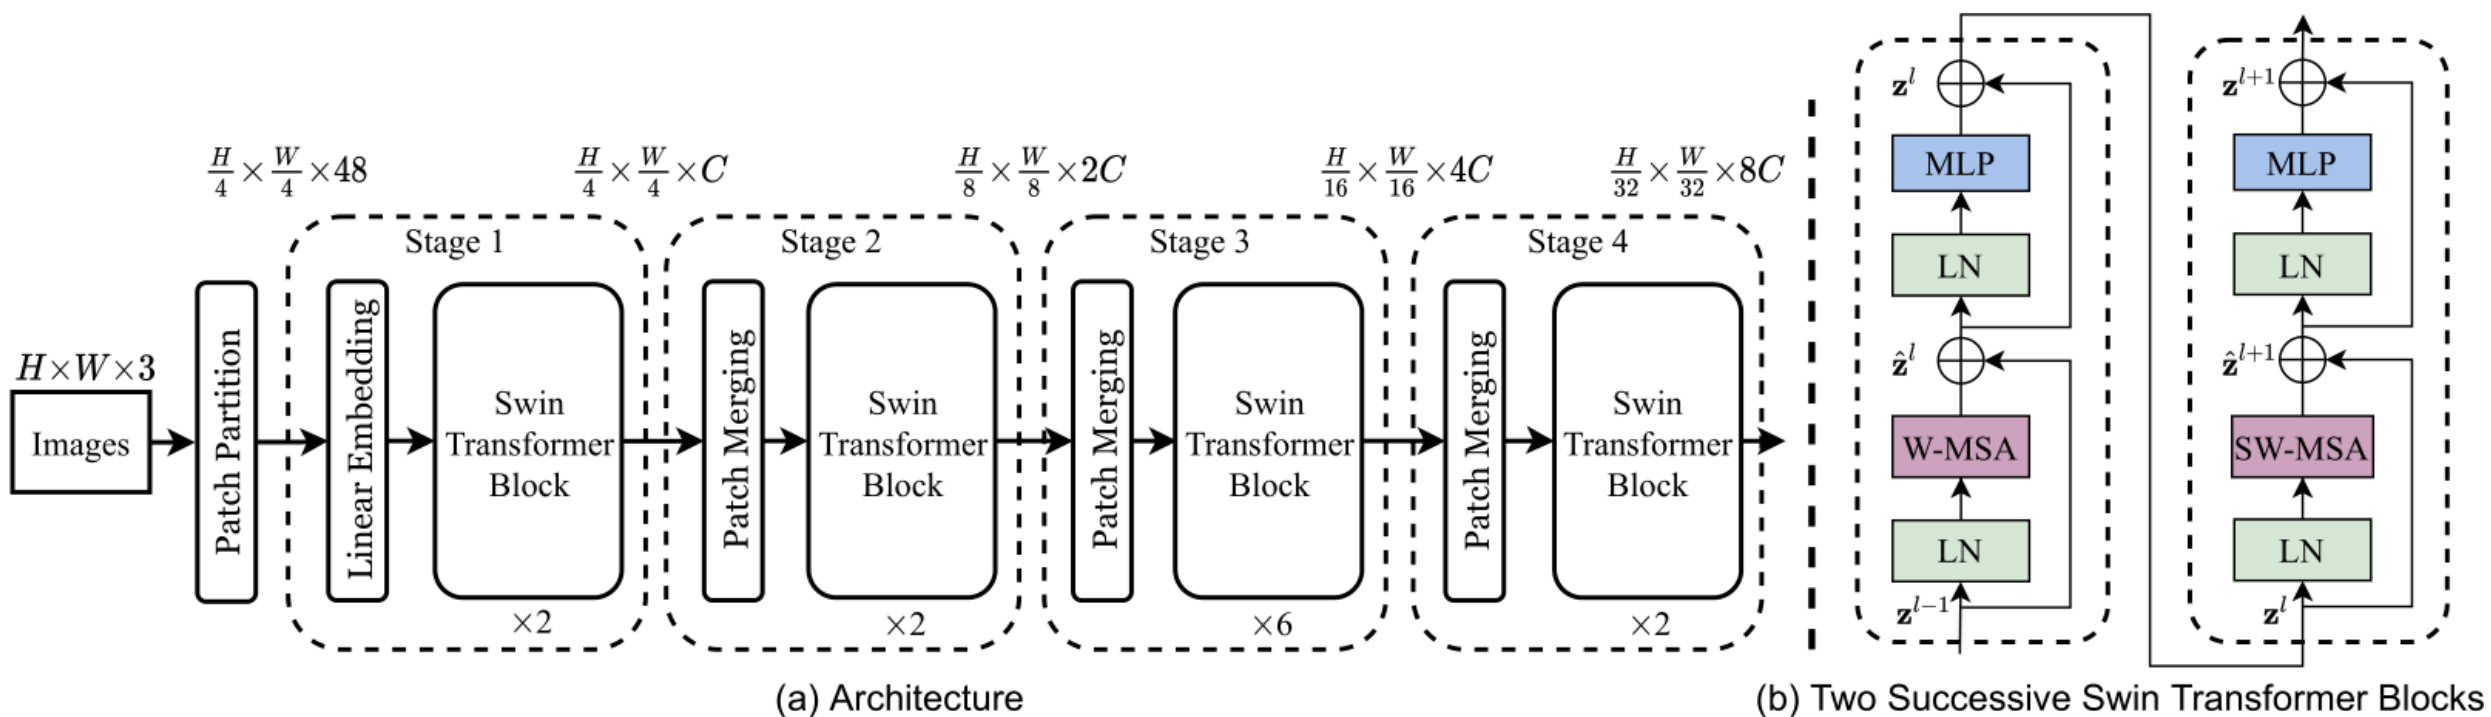 H/4 × W/4 × 48
H/4 × W/4 × C
H/8 × W/8 × 2C
H/16 × W/16 × 4C
H/32 × W/32 × 8C
Stage 1
Stage 2
Stage 3
Stage 4
H×W×3
Images
Patch Partition
Linear Embedding
Swin
Transformer
Block
×2
Patch Merging
Swin
Transformer
Block
×2
Patch Merging
Swin
Transformer
Block
×6
Patch Merging
Swin
Transformer
Block
×2
(a) Architecture
z^l
MLP
LN
ẑ^l
W-MSA
LN
z^{l−1}
z^{l+1}
MLP
LN
ẑ^{l+1}
SW-MSA
LN
z^l
(b) Two Successive Swin Transformer Blocks